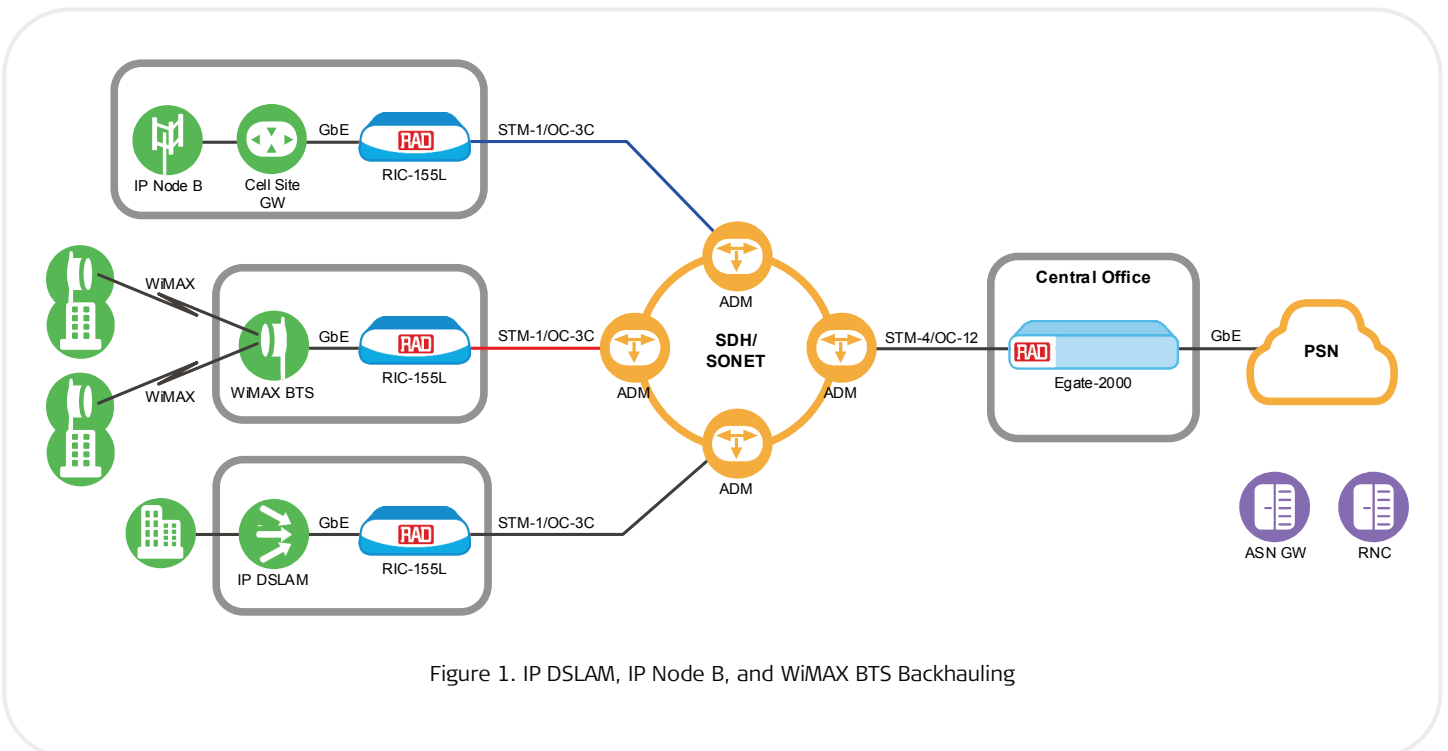 IP Node B
Cell Site
GW
GbE
RAD
RIC-155L
STM-1/OC-3C
WiMAX
WiMAX
WiMAX BTS
GbE
RAD
RIC-155L
STM-1/OC-3C
IP DSLAM
GbE
RAD
RIC-155L
STM-1/OC-3C
ADM
ADM
SDH/
SONET
ADM
ADM
STM-4/OC-12
Central Office
RAD
Egate-2000
GbE
PSN
ASN GW
RNC
Figure 1. IP DSLAM, IP Node B, and WiMAX BTS Backhauling